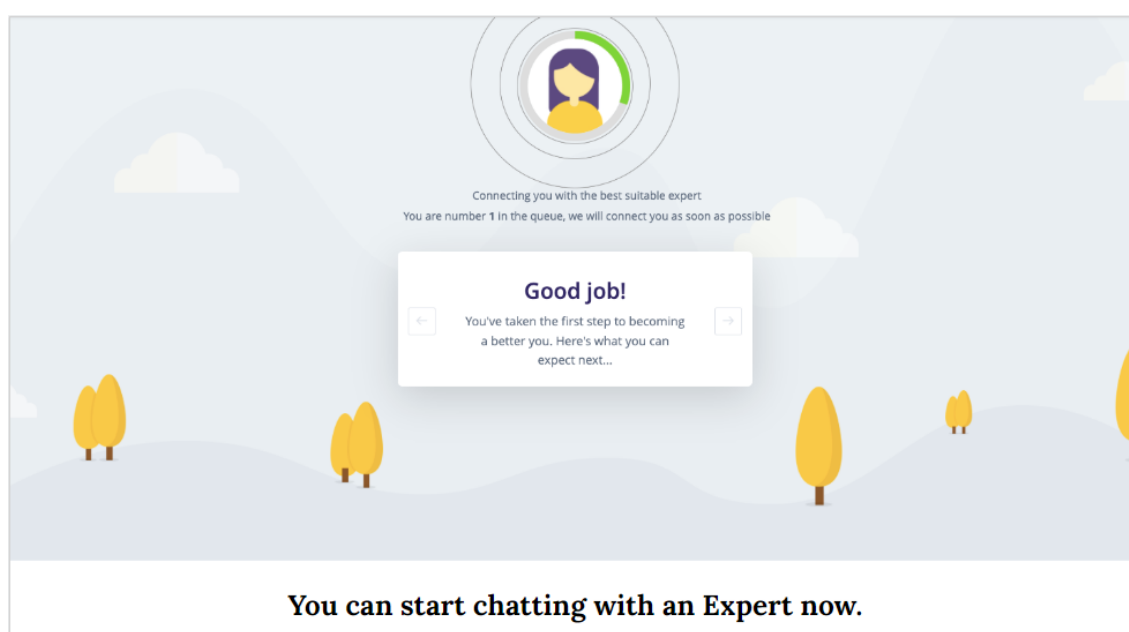 Connecting you with the best suitable expert
You are number 1 in the queue, we will connect you as soon as possible
Good job!
You've taken the first step to becoming
a better you. Here's what you can
expect next...
You can start chatting with an Expert now.